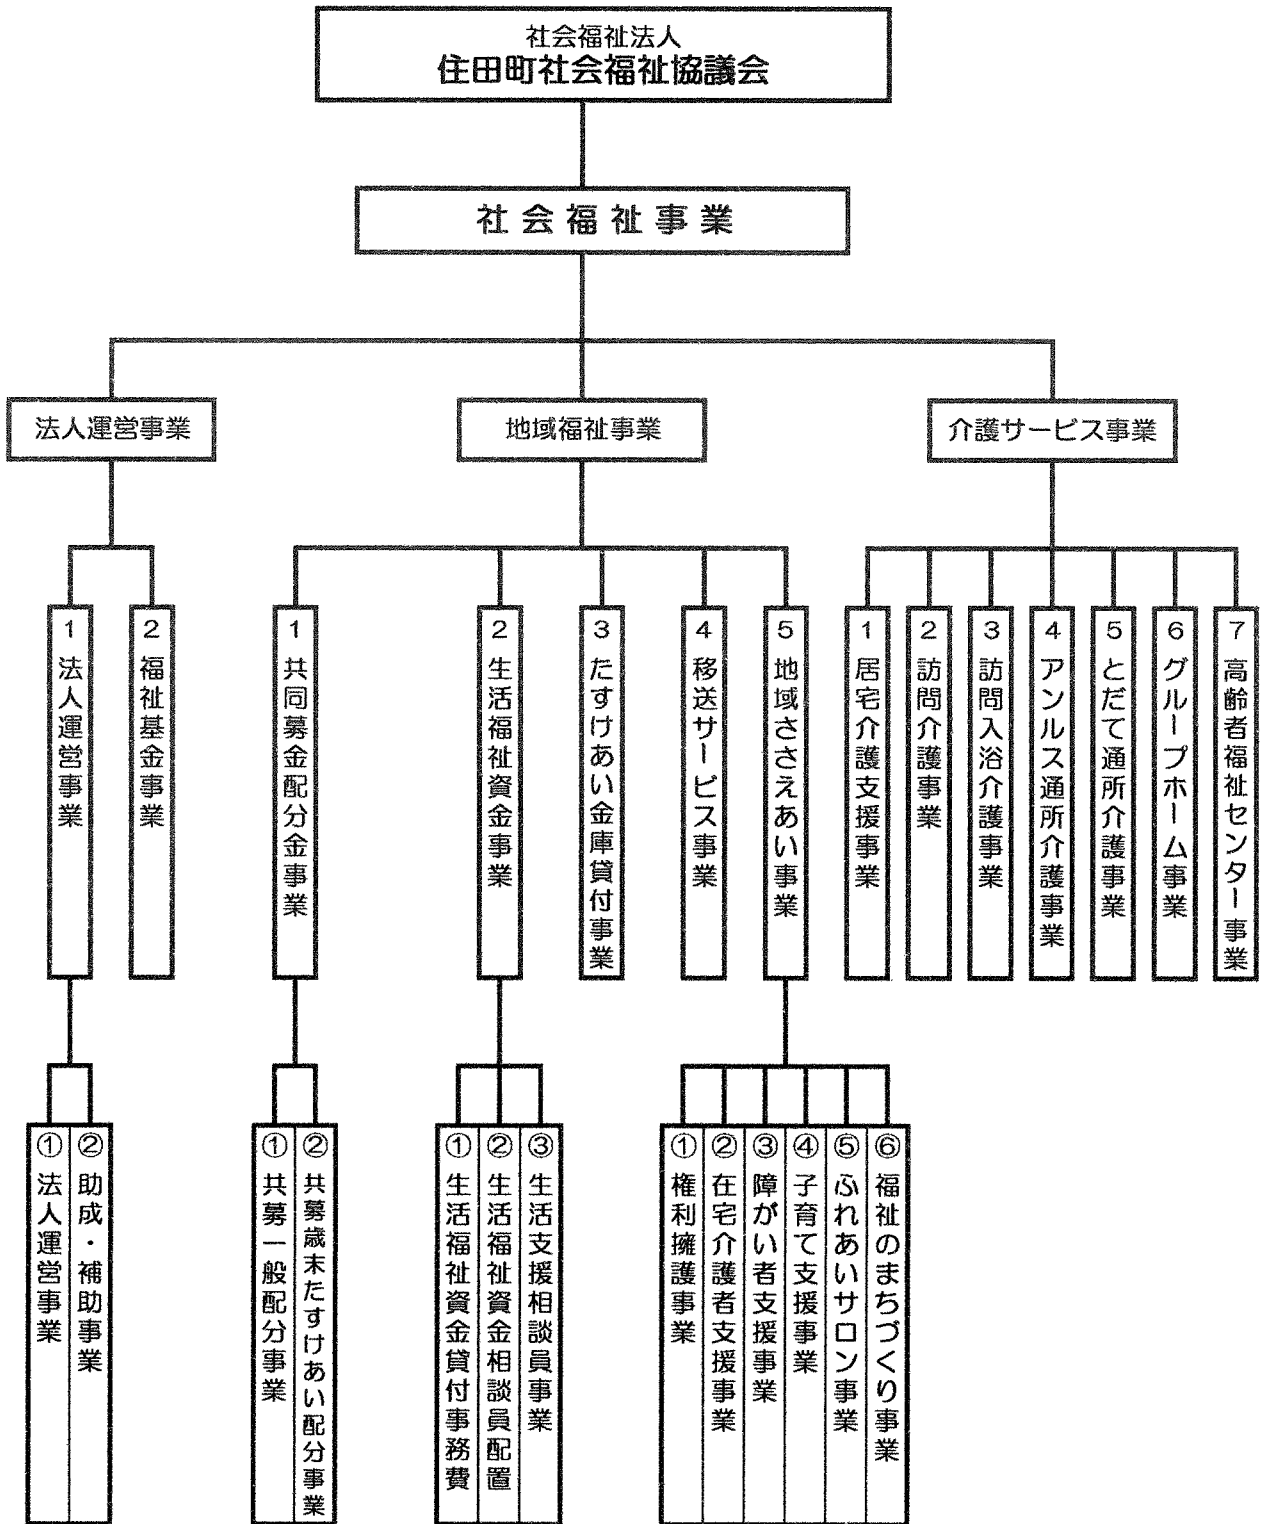 社会福祉法人
住田町社会福祉協議会
社会福祉事業
法人運営事業
地域福祉事業
介護サービス事業
1 法人運営事業
2 福祉基金事業
1 共同募金配分金事業
2 生活福祉資金事業
3 たすけあい金庫貸付事業
4 移送サービス事業
5 地域ささえあい事業
1 居宅介護支援事業
2 訪問介護事業
3 訪問入浴介護事業
4 アンルス通所介護事業
5 とだて通所介護事業
6 グループホーム事業
7 高齢者福祉センター事業
① 法人運営事業
② 助成・補助事業
① 共募一般配分事業
② 共募歳末たすけあい配分事業
① 生活福祉資金貸付事務費
② 生活福祉資金相談員配置
③ 生活支援相談員事業
① 権利擁護事業
② 在宅介護者支援事業
③ 障がい者支援事業
④ 子育て支援事業
⑤ ふれあいサロン事業
⑥ 福祉のまちづくり事業